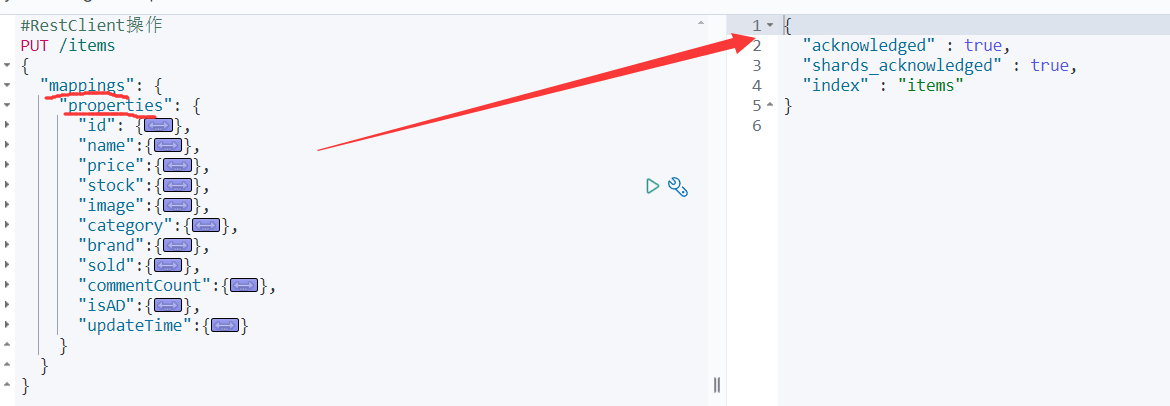 #RestClient操作
PUT /items
{
"mappings": {
"properties": {
"id": {},
"name":{},
"price":{},
"stock":{},
"image":{},
"category":{},
"brand":{},
"sold":{},
"commentCount":{},
"isAD":{},
"updateTime":{}
}
}
}
1 {
2 "acknowledged" : true,
3 "shards_acknowledged" : true,
4 "index" : "items"
5 }
6